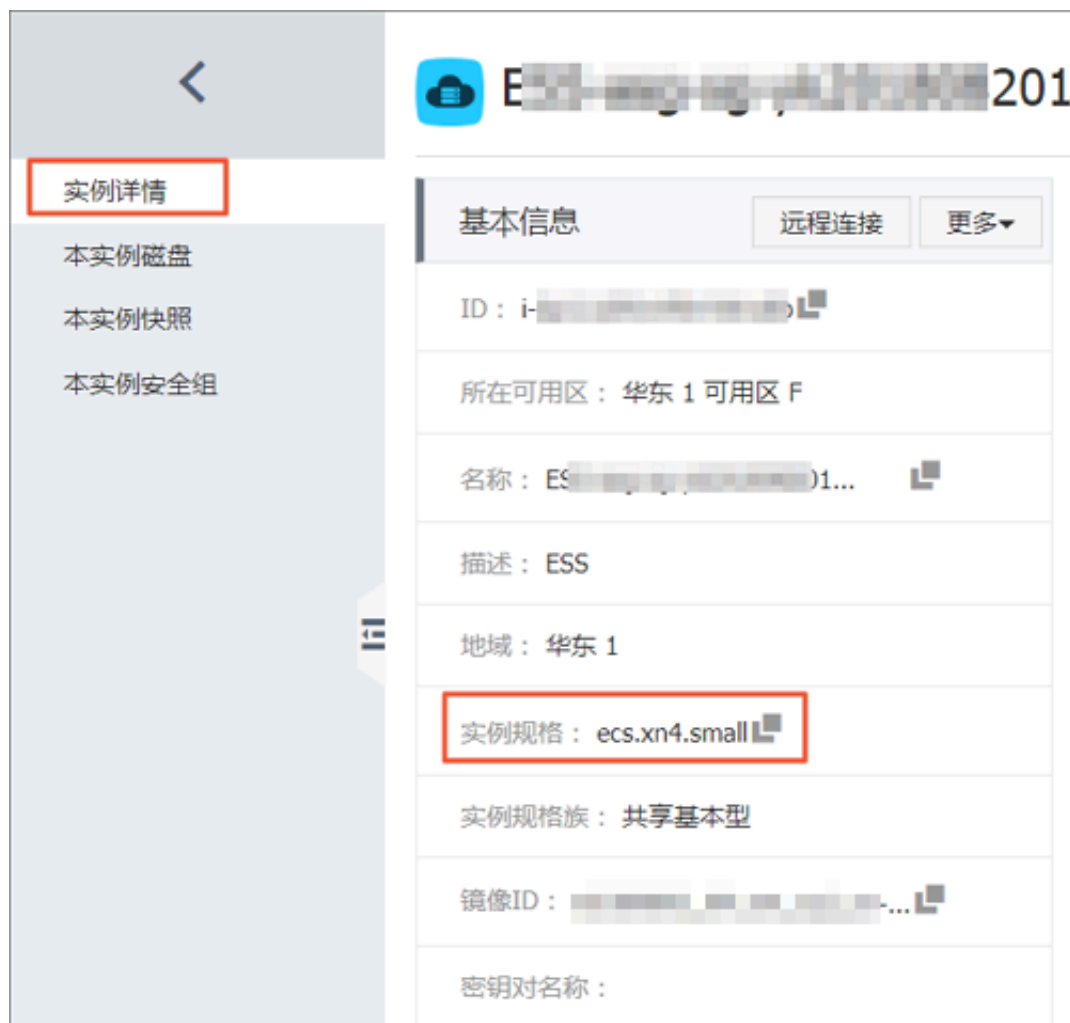 E 201
实例详情
本实例磁盘
本实例快照
本实例安全组
基本信息
远程连接
更多
ID： i-
所在可用区： 华东 1 可用区 F
名称： ES 01...
描述： ESS
地域： 华东 1
实例规格： ecs.xn4.small
实例规格族： 共享基本型
镜像ID： -...
密钥对名称：